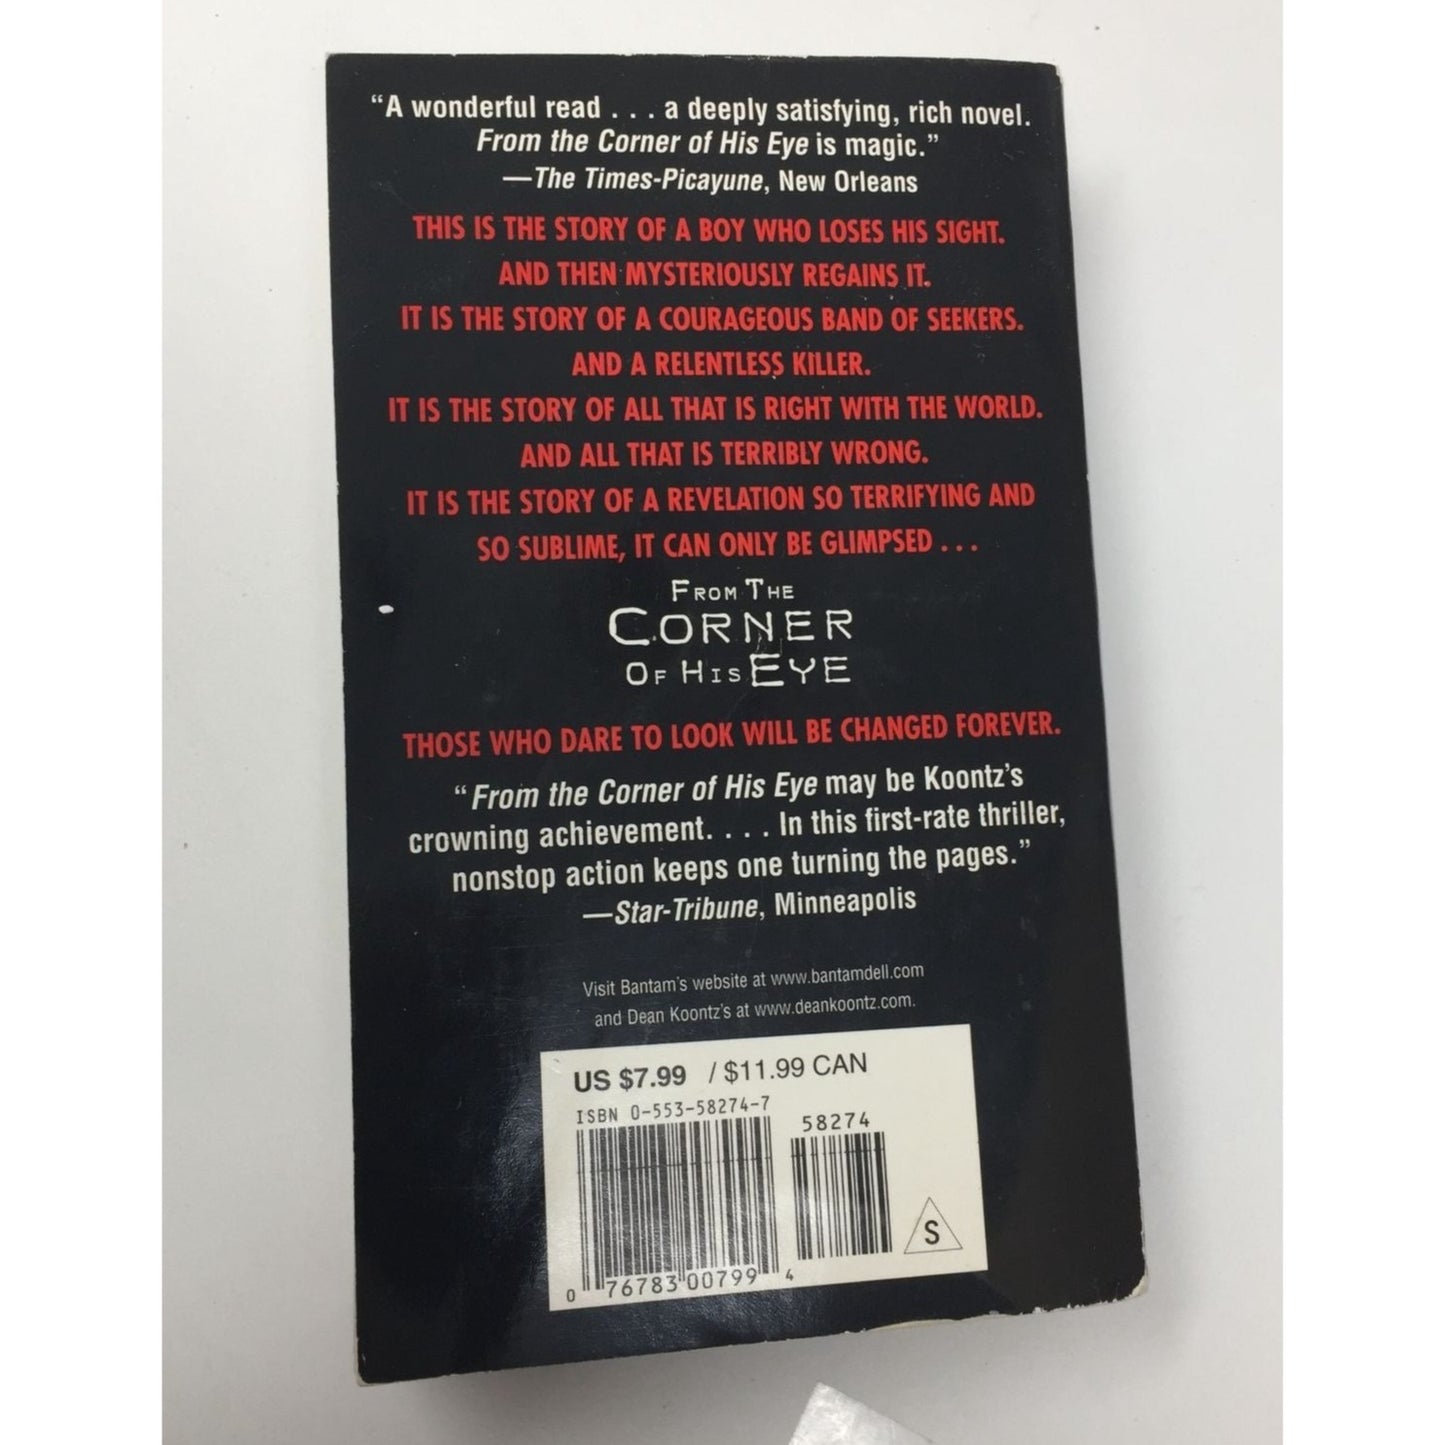 “A wonderful read . . . a deeply satisfying, rich novel.
From the Corner of His Eye is magic.”
—The Times-Picayune, New Orleans
THIS IS THE STORY OF A BOY WHO LOSES HIS SIGHT.
AND THEN MYSTERIOUSLY REGAINS IT.
IT IS THE STORY OF A COURAGEOUS BAND OF SEEKERS.
AND A RELENTLESS KILLER.
IT IS THE STORY OF ALL THAT IS RIGHT WITH THE WORLD.
AND ALL THAT IS TERRIBLY WRONG.
IT IS THE STORY OF A REVELATION SO TERRIFYING AND
SO SUBLIME, IT CAN ONLY BE GLIMPSED . . .
FROM THE
CORNER
OF HIS EYE
THOSE WHO DARE TO LOOK WILL BE CHANGED FOREVER.
“From the Corner of His Eye may be Koontz’s
crowning achievement. . . . In this first-rate thriller,
nonstop action keeps one turning the pages.”
—Star-Tribune, Minneapolis
Visit Bantam’s website at www.bantamdell.com
and Dean Koontz’s at www.deankoontz.com.
US $7.99 / $11.99 CAN
ISBN 0-553-58274-7
58274
S
0 76783 00799 4